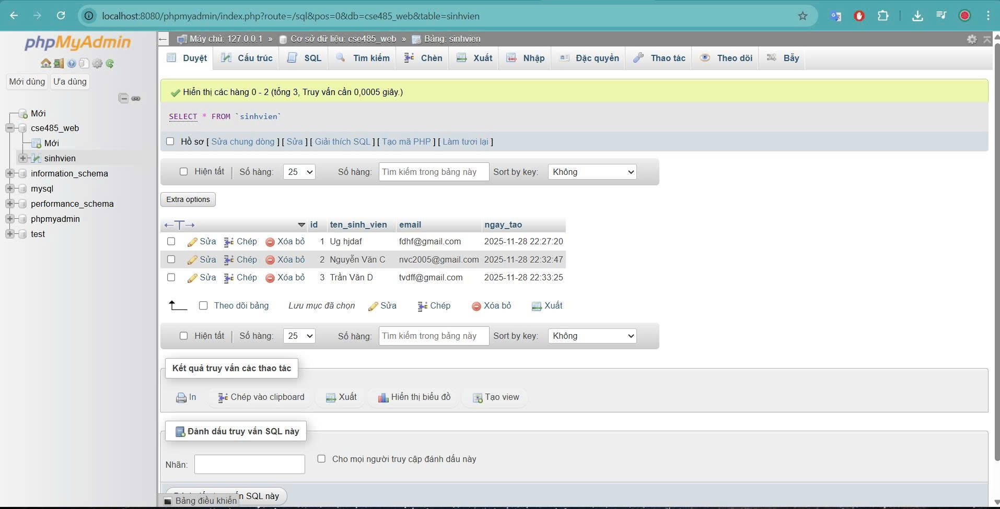 localhost:8080/phpmyadmin/index.php?route=/sql&pos=0&db=cse485_web&table=sinhvien
phpMyAdmin
Mới dùng Ưa dùng
Mới
cse485_web
Mới
sinhvien
information_schema
mysql
performance_schema
phpmyadmin
test
Máy chủ: 127.0.0.1 » Cơ sở dữ liệu: cse485_web » Bảng: sinhvien
Duyệt Cấu trúc SQL Tìm kiếm Chèn Xuất Nhập Đặc quyền Thao tác Theo dõi Bẫy
Hiển thị các hàng 0 - 2 (tổng 3, Truy vấn cần 0,0005 giây.)
SELECT * FROM `sinhvien`
Hồ sơ [ Sửa chung dòng ] [ Sửa ] [ Giải thích SQL ] [ Tạo mã PHP ] [ Làm tươi lại ]
Hiện tất Số hàng: 25 Số hàng: Tìm kiếm trong bảng này Sort by key: Không
Extra options
←T→ id ten_sinh_vien email ngay_tao
Sửa Chép Xóa bỏ 1 Ug hjdaf fdhf@gmail.com 2025-11-28 22:27:20
Sửa Chép Xóa bỏ 2 Nguyễn Văn C nvc2005@gmail.com 2025-11-28 22:32:47
Sửa Chép Xóa bỏ 3 Trần Văn D tvdff@gmail.com 2025-11-28 22:33:25
Theo dõi bảng Lưu mục đã chọn Sửa Chép Xóa bỏ Xuất
Hiện tất Số hàng: 25 Số hàng: Tìm kiếm trong bảng này Sort by key: Không
Kết quả truy vấn các thao tác
In Chép vào clipboard Xuất Hiển thị biểu đồ Tạo view
Đánh dấu truy vấn SQL này
Nhãn: Cho mọi người truy cập đánh dấu này
SQL này
Bảng điều khiển